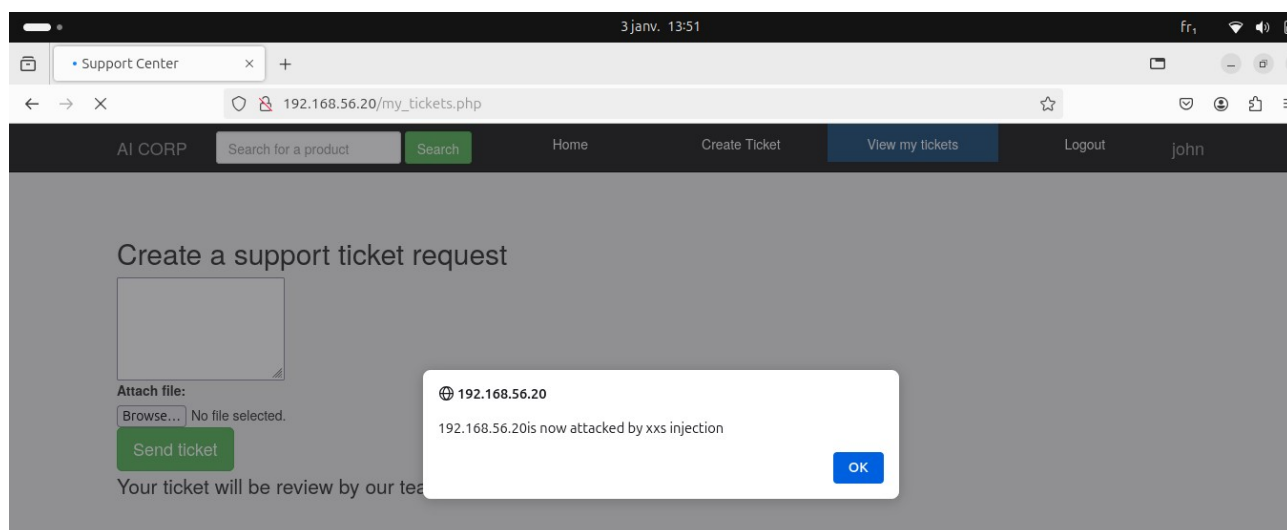 3 janv. 13:51
fr₁
Support Center
192.168.56.20/my_tickets.php
AI CORP
Search for a product
Search
Home
Create Ticket
View my tickets
Logout
john
Create a support ticket request
Attach file:
Browse... No file selected.
Send ticket
Your ticket will be review by our tea
192.168.56.20
192.168.56.20is now attacked by xxs injection
OK